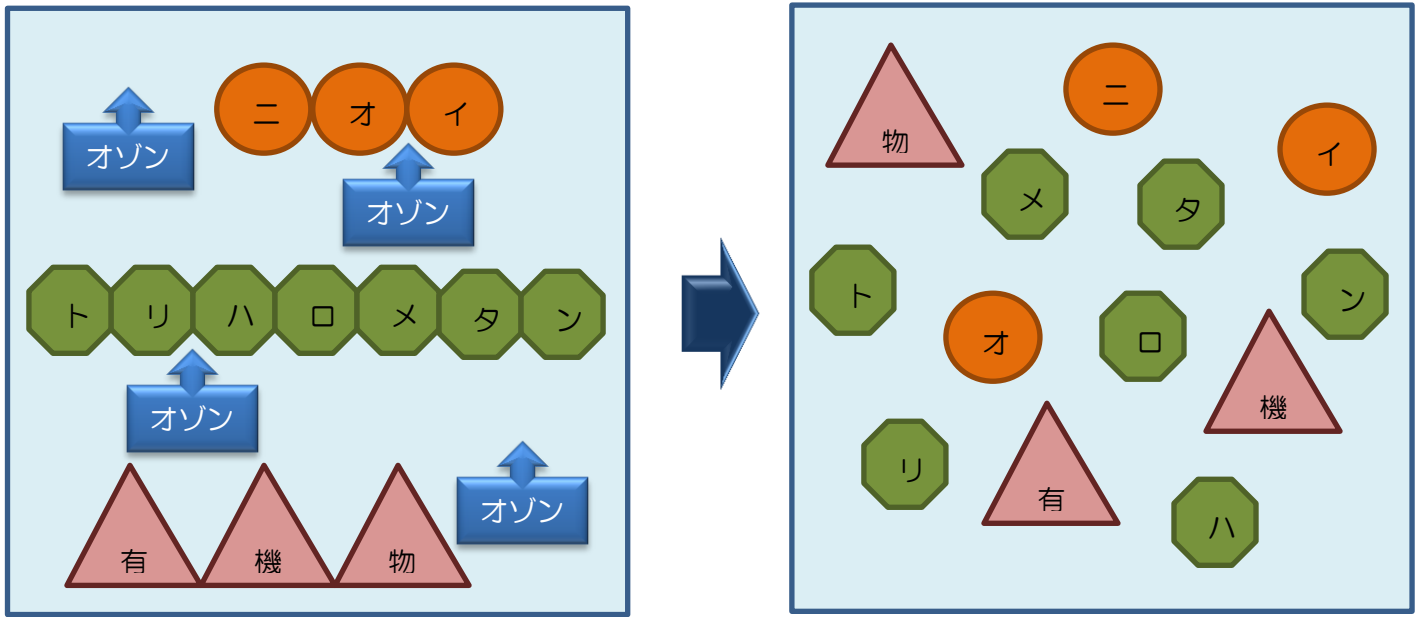 ニオイ
オゾン
オゾン
トリハロメタン
オゾン
オゾン
有機物
ニ
物
イ
メ
タ
ト
ン
オ
ロ
機
リ
有
ハ